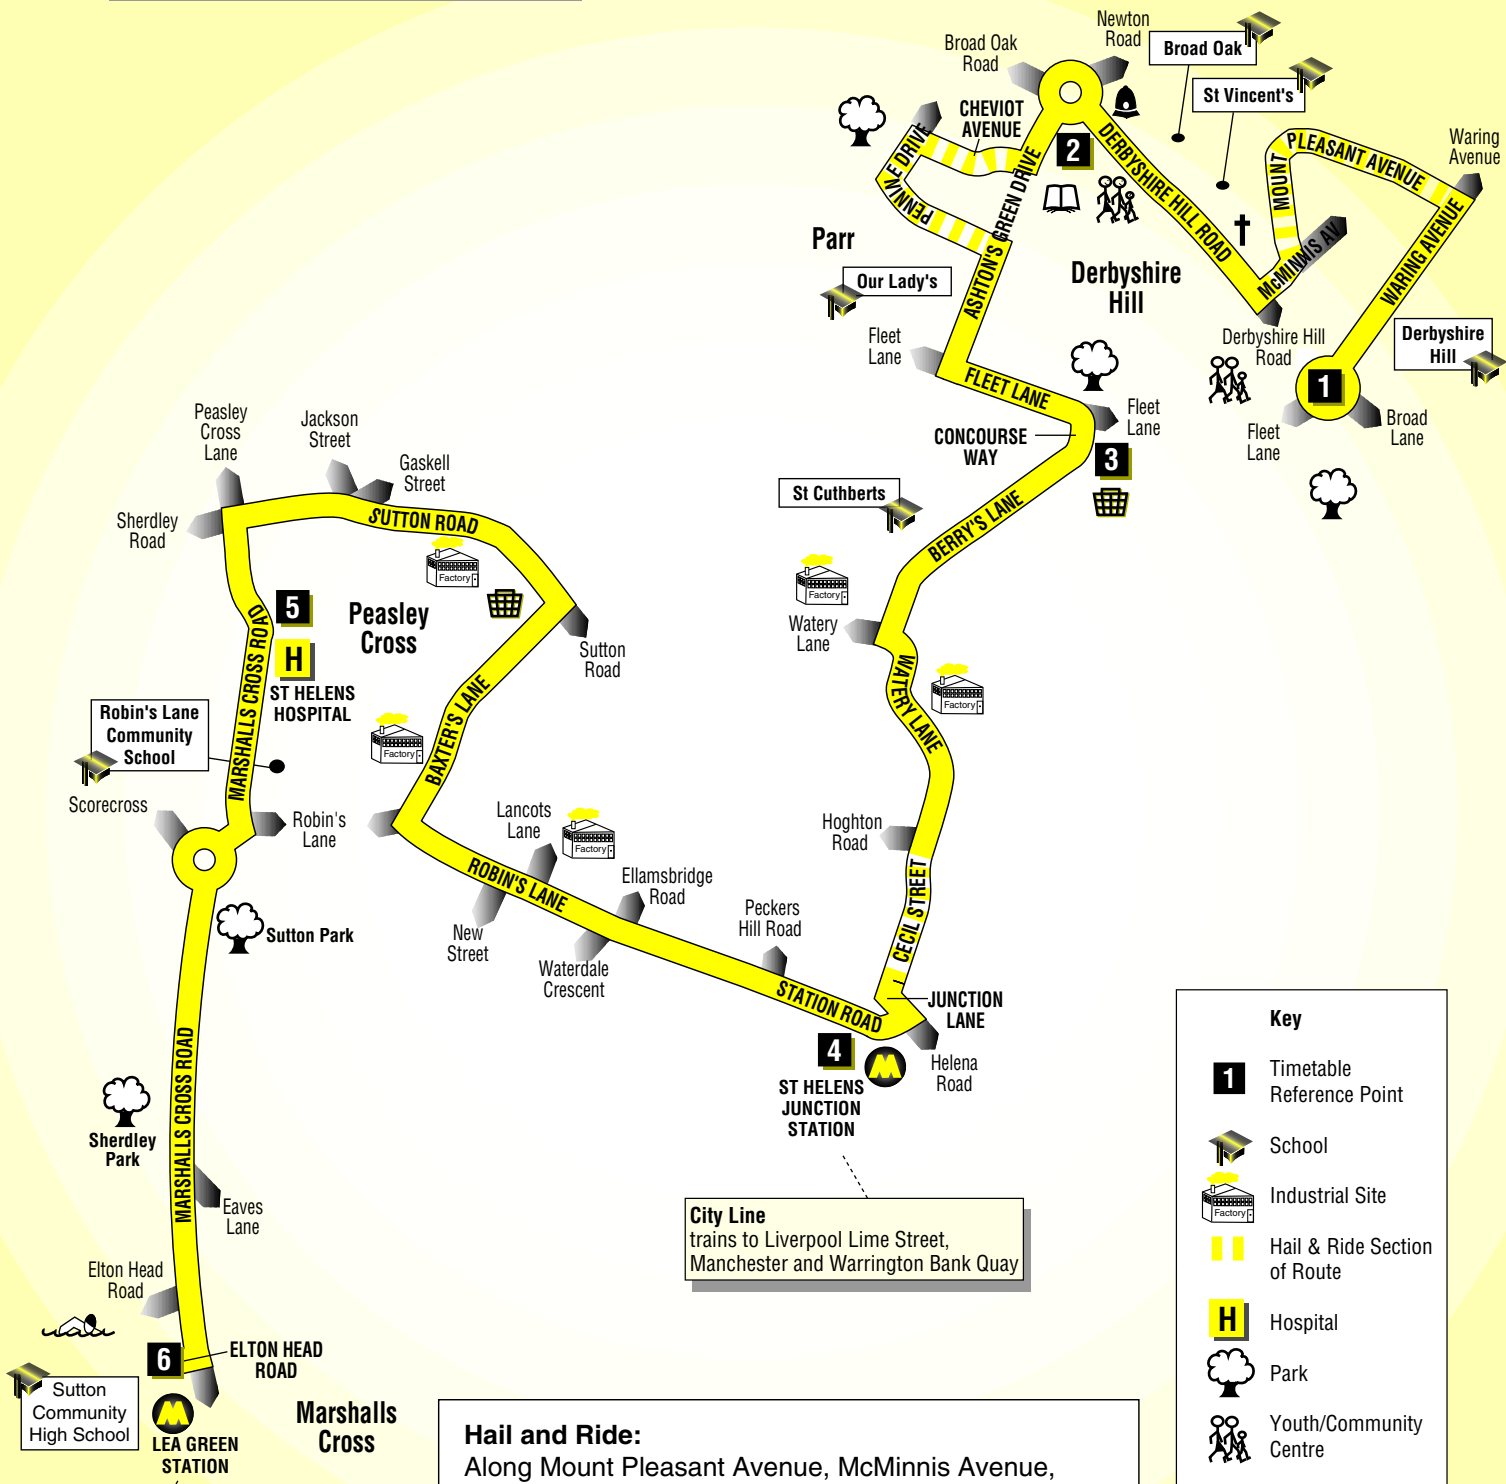 Newton
Road
Broad Oak
Road
Broad Oak
St Vincent's
CHEVIOT
AVENUE
2
DERBYSHIRE HILL ROAD
MOUNT
PLEASANT AVENUE
Waring
Avenue
PENNINE DRIVE
PENNINE
ASHTON'S GREEN DRIVE
McMINNIS AV
WARING AVENUE
Parr
Our Lady's
Derbyshire
Hill
Fleet
Lane
Derbyshire Hill
Road
Derbyshire
Hill
1
FLEET LANE
Fleet
Lane
Fleet
Lane
Broad
Lane
CONCOURSE
WAY
3
Peasley
Cross
Lane
Jackson
Street
Gaskell
Street
Sherdley
Road
SUTTON ROAD
St Cuthberts
BERRY'S LANE
Factory
Factory
5
Peasley
Cross
H
ST HELENS
HOSPITAL
Sutton
Road
Watery
Lane
WATERY LANE
Factory
MARSHALLS CROSS ROAD
Robin's Lane
Community
School
BAXTER'S LANE
Factory
Scorecross
Robin's
Lane
Lancots
Lane
Factory
Hoghton
Road
ROBIN'S LANE
Ellamsbridge
Road
CECIL STREET
Peckers
Hill Road
New
Street
Waterdale
Crescent
Sutton Park
STATION ROAD
JUNCTION
LANE
4
Helena
Road
ST HELENS
JUNCTION
STATION
MARSHALLS CROSS ROAD
Sherdley
Park
Eaves
Lane
City Line
trains to Liverpool Lime Street,
Manchester and Warrington Bank Quay
Elton Head
Road
6
ELTON HEAD
ROAD
Sutton
Community
High School
LEA GREEN
STATION
Marshalls
Cross
Key
1
Timetable
Reference Point
School
Factory
Industrial Site
Hail & Ride Section
of Route
H
Hospital
Park
Youth/Community
Centre
Hail and Ride:
Along Mount Pleasant Avenue, McMinnis Avenue,